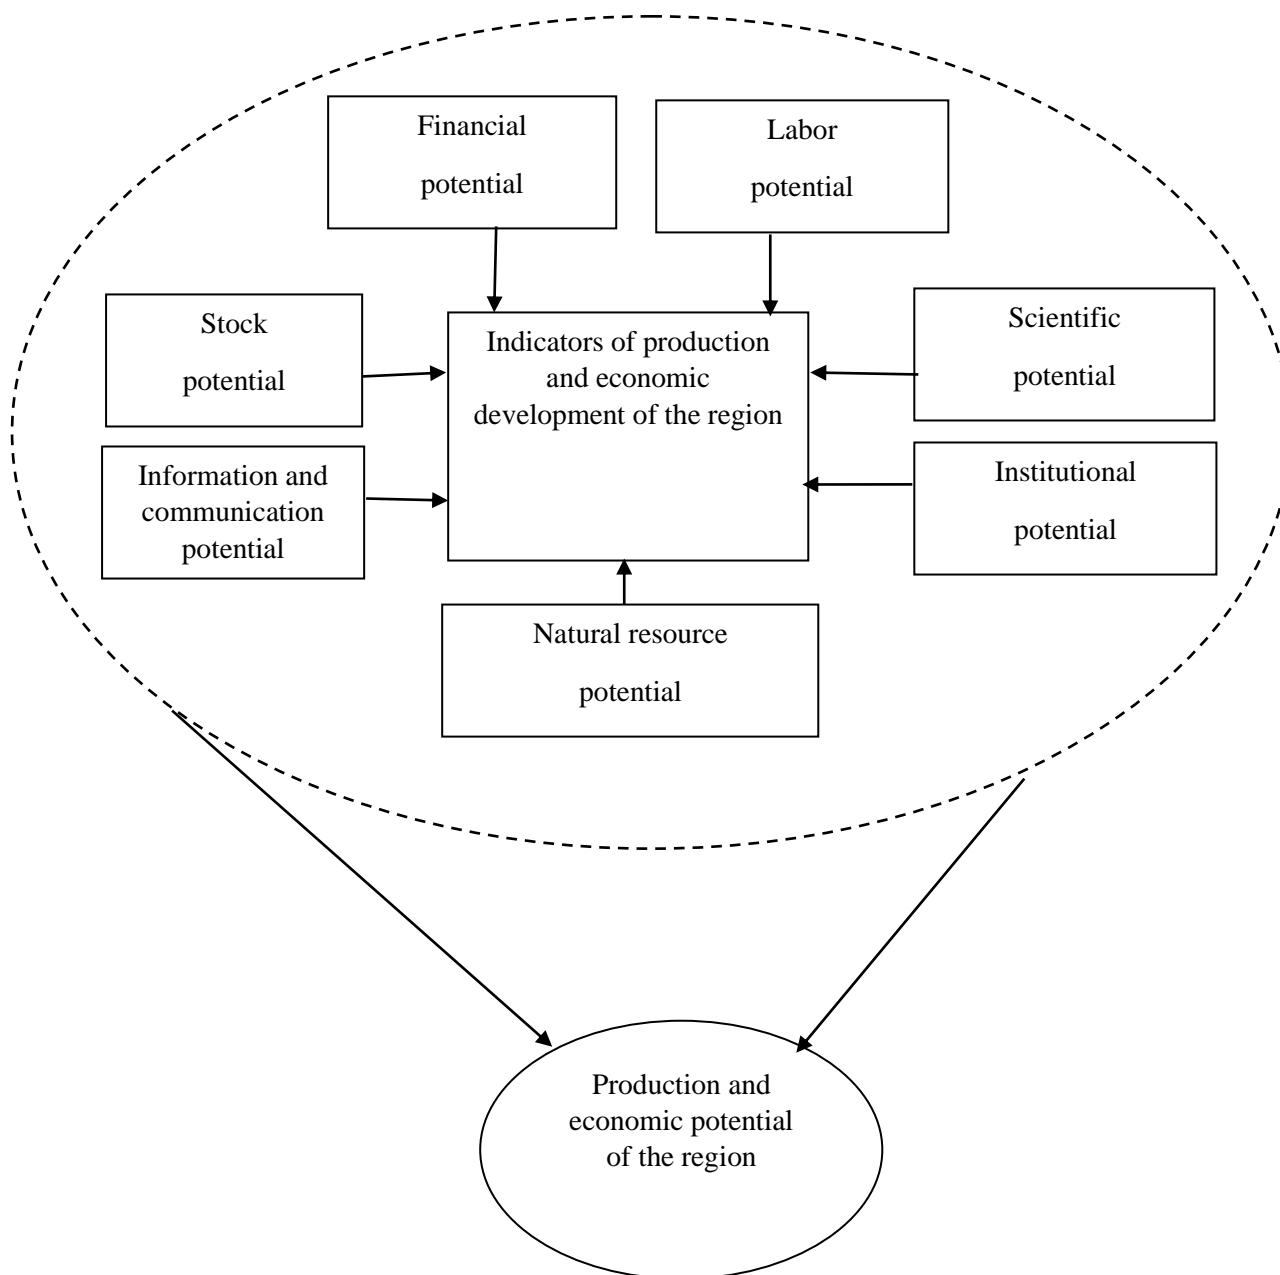 Financial
potential
Labor
potential
Stock
potential
Indicators of production
and economic
development of the region
Scientific
potential
Information and
communication
potential
Institutional
potential
Natural resource
potential
Production and
economic potential
of the region